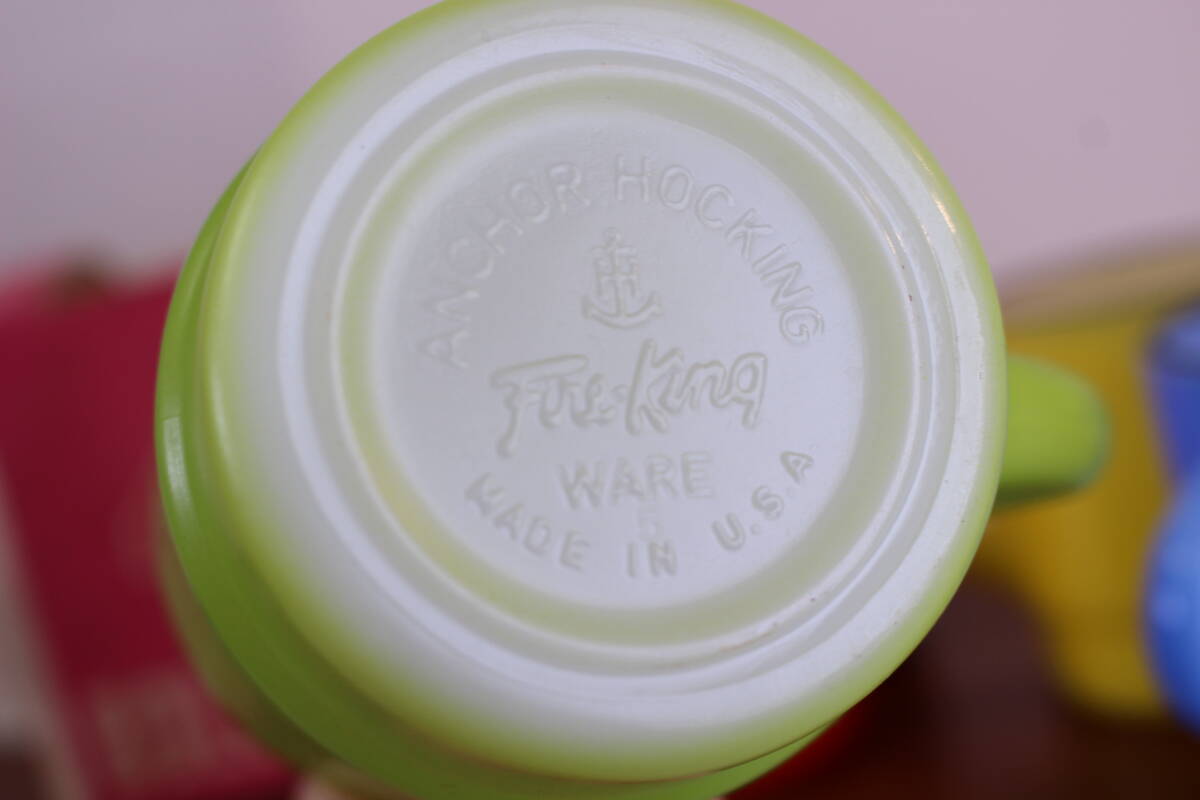 ANCHOR HOCKING
Fire-King
WARE
5
MADE IN U.S.A